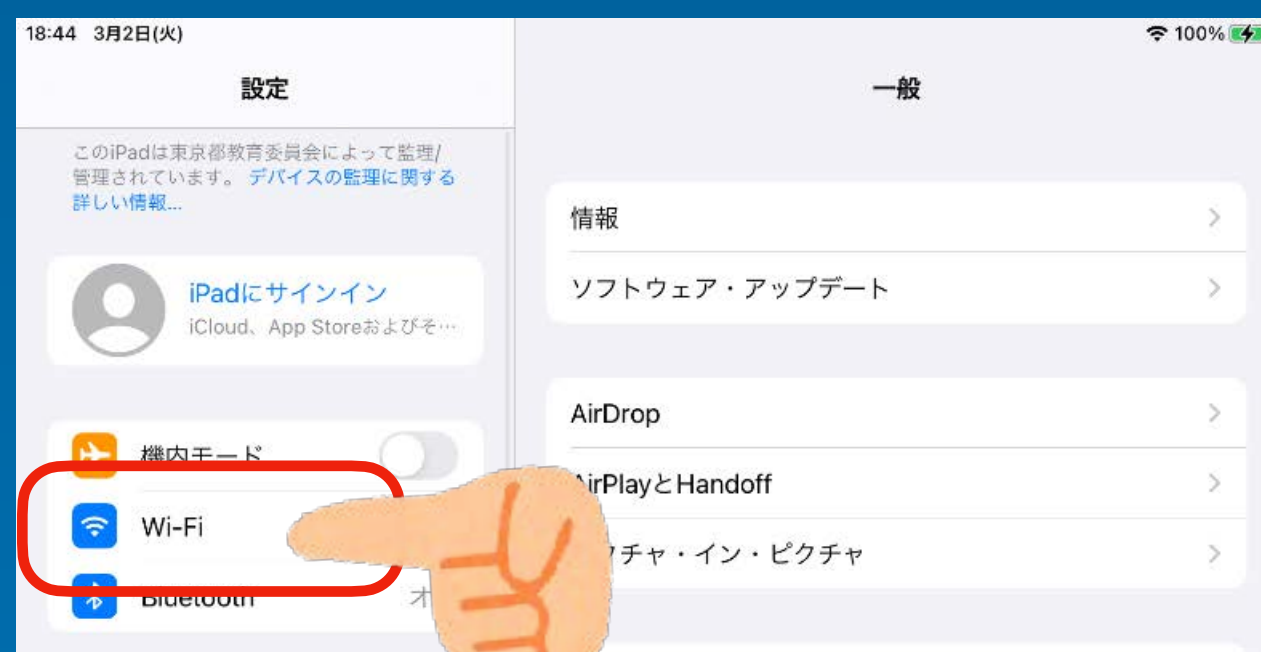 18:44 3月2日(火)
100%
設定
一般
このiPadは東京都教育委員会によって監理/
管理されています。デバイスの監理に関する
詳しい情報...
iPadにサインイン
iCloud、App Storeおよびそ…
機内モード
Wi-Fi
Bluetooth
情報
ソフトウェア・アップデート
AirDrop
irPlayとHandoff
チャ・イン・ピクチャ